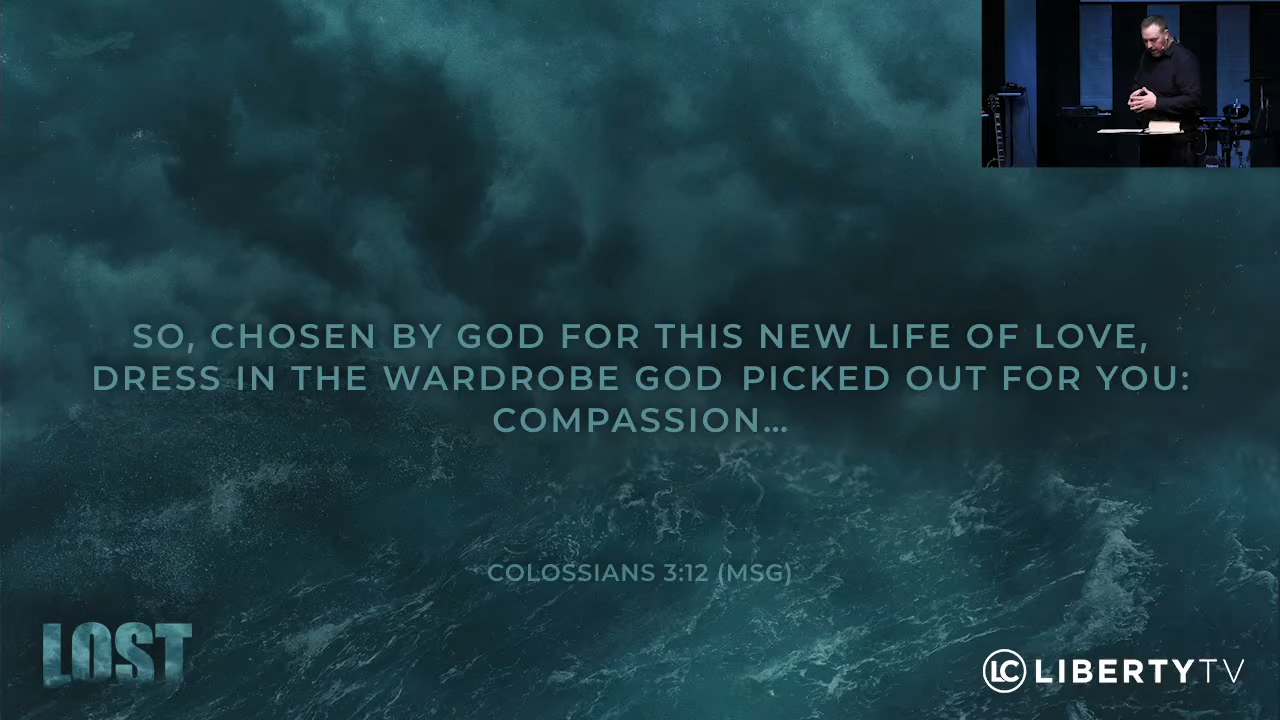 SO, CHOSEN BY GOD FOR THIS NEW LIFE OF LOVE,
DRESS IN THE WARDROBE GOD PICKED OUT FOR YOU:
COMPASSION...
COLOSSIANS 3:12 (MSG)
LOST
LC LIBERTYTV